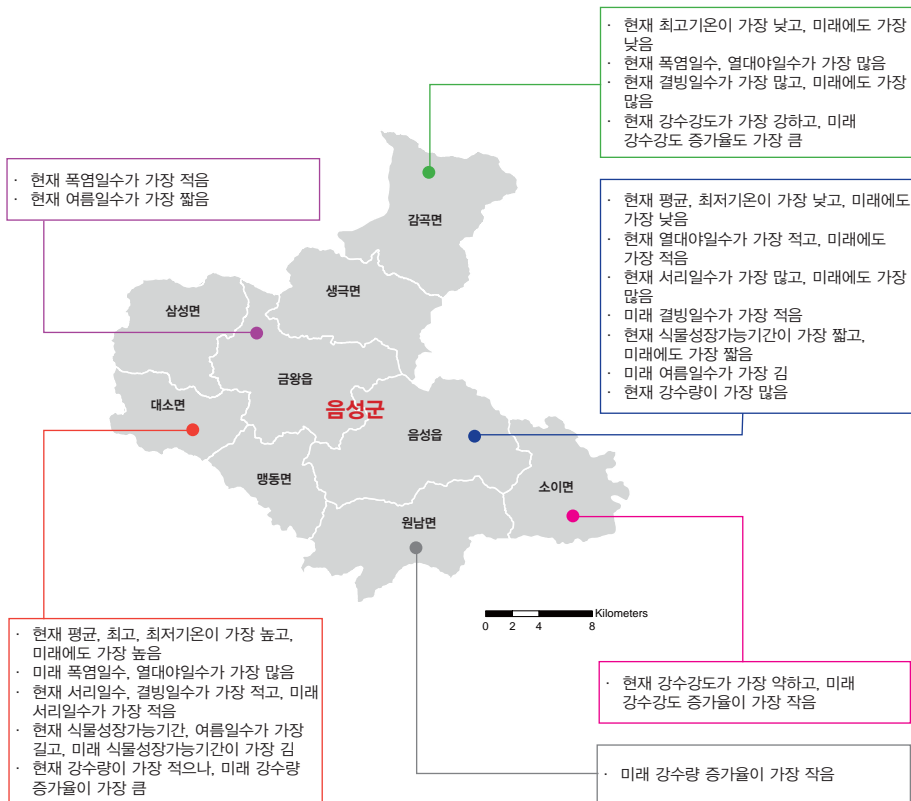 · 현재 최고기온이 가장 낮고, 미래에도 가장
낮음
· 현재 폭염일수, 열대야일수가 가장 많음
· 현재 결빙일수가 가장 많고, 미래에도 가장
많음
· 현재 강수강도가 가장 강하고, 미래
강수강도 증가율도 가장 큼
· 현재 폭염일수가 가장 적음
· 현재 여름일수가 가장 짧음
· 현재 평균, 최저기온이 가장 낮고, 미래에도
가장 낮음
· 현재 열대야일수가 가장 적고, 미래에도
가장 적음
· 현재 서리일수가 가장 많고, 미래에도 가장
많음
· 미래 결빙일수가 가장 적음
· 현재 식물성장가능기간이 가장 짧고,
미래에도 가장 짧음
· 미래 여름일수가 가장 김
· 현재 강수량이 가장 많음
감곡면
생극면
삼성면
금왕읍
대소면
음성군
음성읍
맹동면
소이면
원남면
Kilometers
0 2 4 8
· 현재 평균, 최고, 최저기온이 가장 높고,
미래에도 가장 높음
· 미래 폭염일수, 열대야일수가 가장 많음
· 현재 서리일수, 결빙일수가 가장 적고, 미래
서리일수가 가장 적음
· 현재 식물성장가능기간, 여름일수가 가장
길고, 미래 식물성장가능기간이 가장 김
· 현재 강수량이 가장 적으나, 미래 강수량
증가율이 가장 큼
· 현재 강수강도가 가장 약하고, 미래
강수강도 증가율이 가장 작음
· 미래 강수량 증가율이 가장 작음